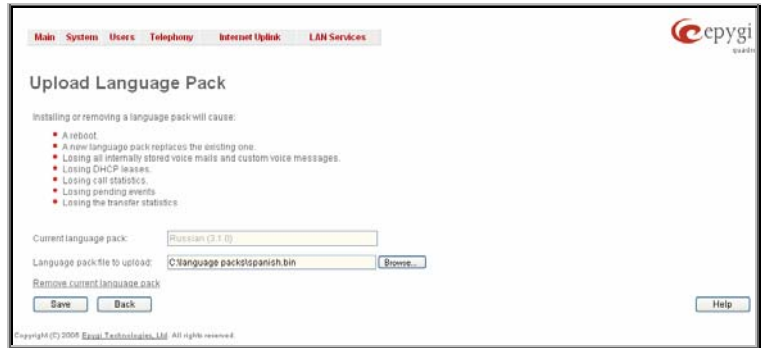 epygi
quadro
Main System Users Telephony Internet Uplink LAN Services
Upload Language Pack
Installing or removing a language pack will cause:
A reboot.
A new language pack replaces the existing one.
Losing all internally stored voice mails and custom voice messages.
Losing DHCP leases.
Losing call statistics.
Losing pending events
Losing the transfer statistics
Current language pack: Russian (3.1.0)
Language pack file to upload: C:\language packs\spanish.bin Browse...
Remove current language pack
Save Back Help
Copyright (C) 2006 Epygi Technologies, Ltd. All rights reserved.